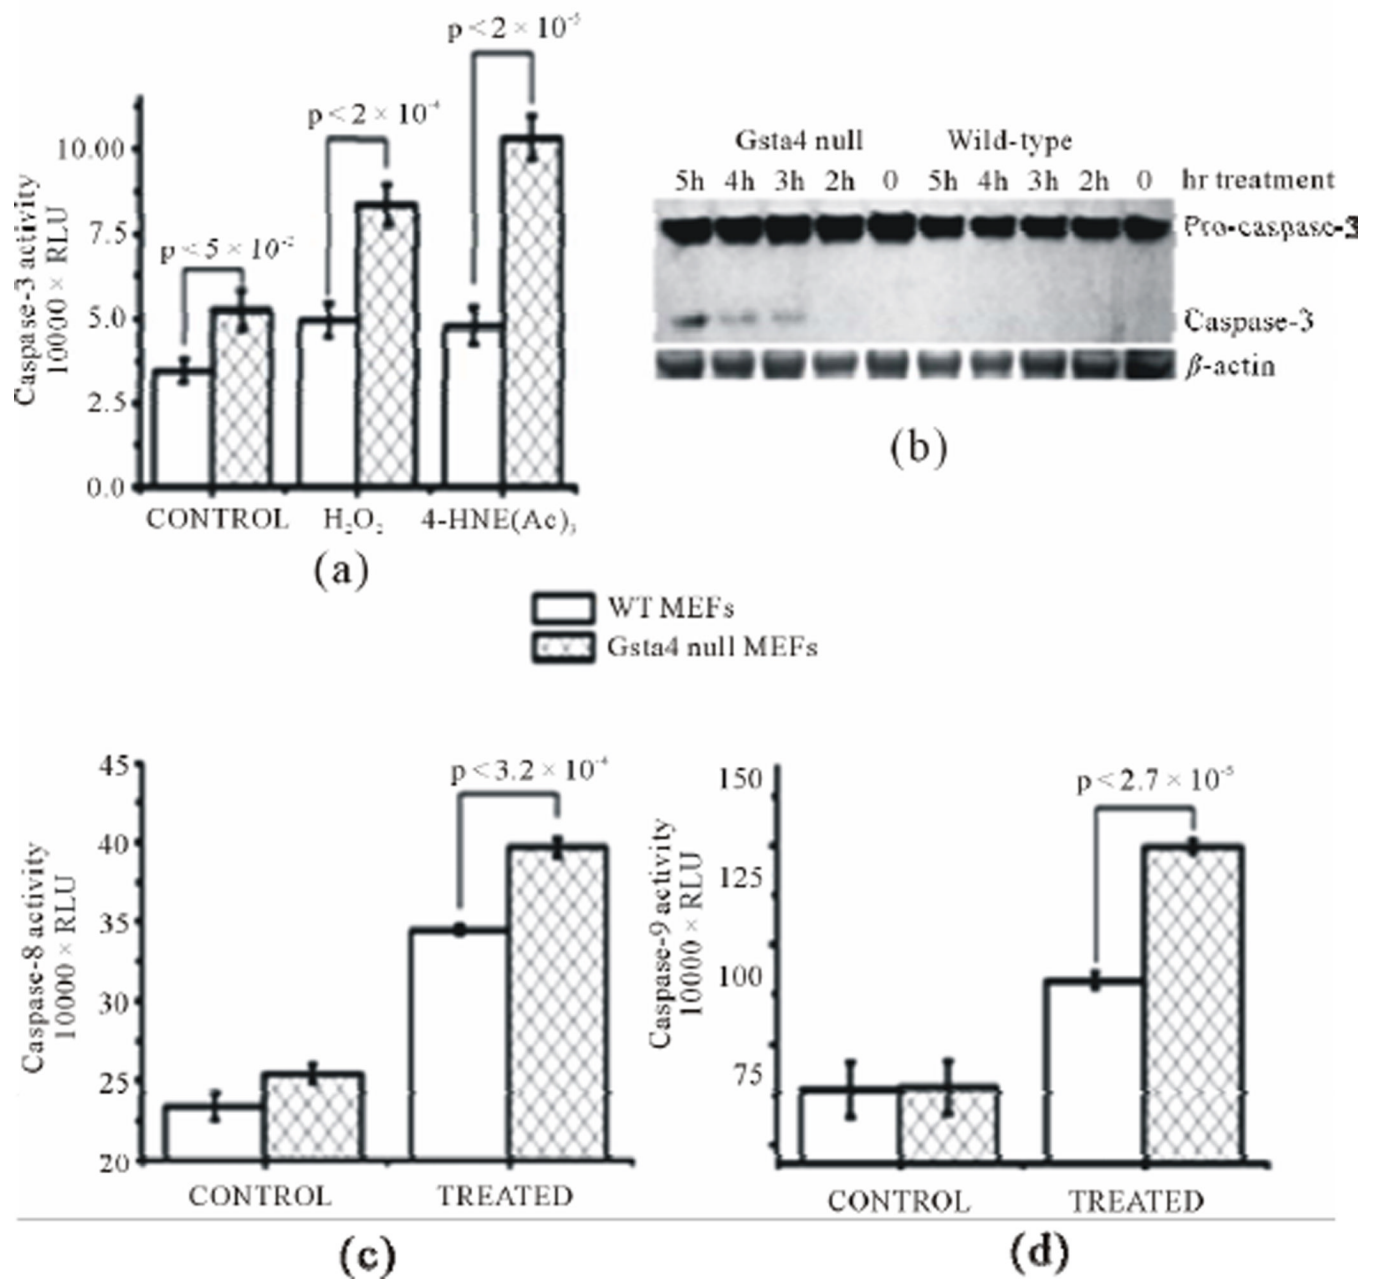 p < 2 × 10⁻⁵
p < 2 × 10⁻⁴
p < 5 × 10⁻²
10.00
7.5
5.0
2.5
0.0
Caspase-3 activity
10000 × RLU
CONTROL H₂O₂ 4-HNE(Ac)₃
(a)
Gsta4 null Wild-type
5h 4h 3h 2h 0 5h 4h 3h 2h 0 hr treatment
Pro-caspase-3
Caspase-3
β-actin
(b)
WT MEFs
Gsta4 null MEFs
p < 3.2 × 10⁻⁴
45
40
35
30
25
20
Caspase-8 activity
10000 × RLU
CONTROL TREATED
(c)
p < 2.7 × 10⁻⁵
150
125
100
75
Caspase-9 activity
10000 × RLU
CONTROL TREATED
(d)